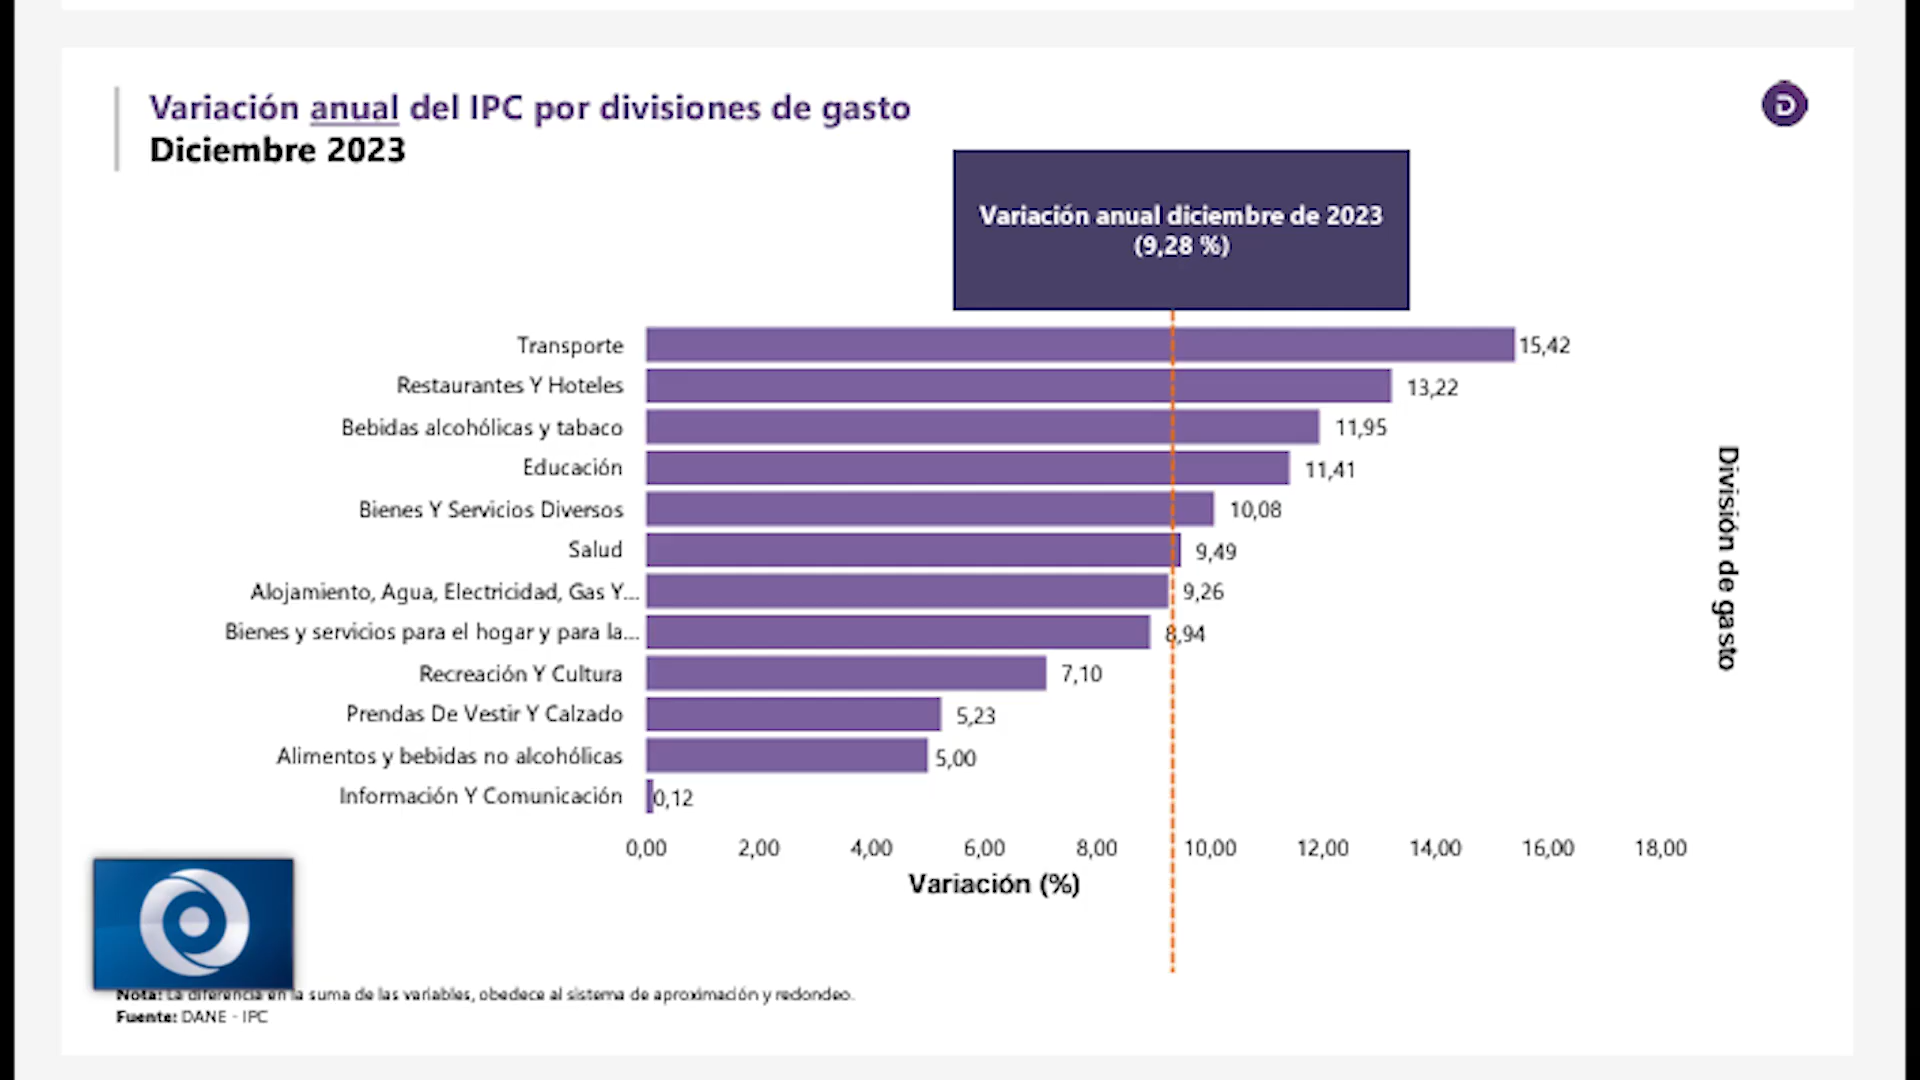 Variación anual del IPC por divisiones de gasto
Diciembre 2023
Variación anual diciembre de 2023
(9,28 %)
Transporte 15,42
Restaurantes Y Hoteles 13,22
Bebidas alcohólicas y tabaco 11,95
Educación 11,41
Bienes Y Servicios Diversos 10,08
Salud 9,49
Alojamiento, Agua, Electricidad, Gas Y... 9,26
Bienes y servicios para el hogar y para la... 8,94
Recreación Y Cultura 7,10
Prendas De Vestir Y Calzado 5,23
Alimentos y bebidas no alcohólicas 5,00
Información Y Comunicación 0,12
0,00 2,00 4,00 6,00 8,00 10,00 12,00 14,00 16,00 18,00
Variación (%)
División de gasto
Nota: La diferencia en la suma de las variables, obedece al sistema de aproximación y redondeo.
Fuente: DANE - IPC